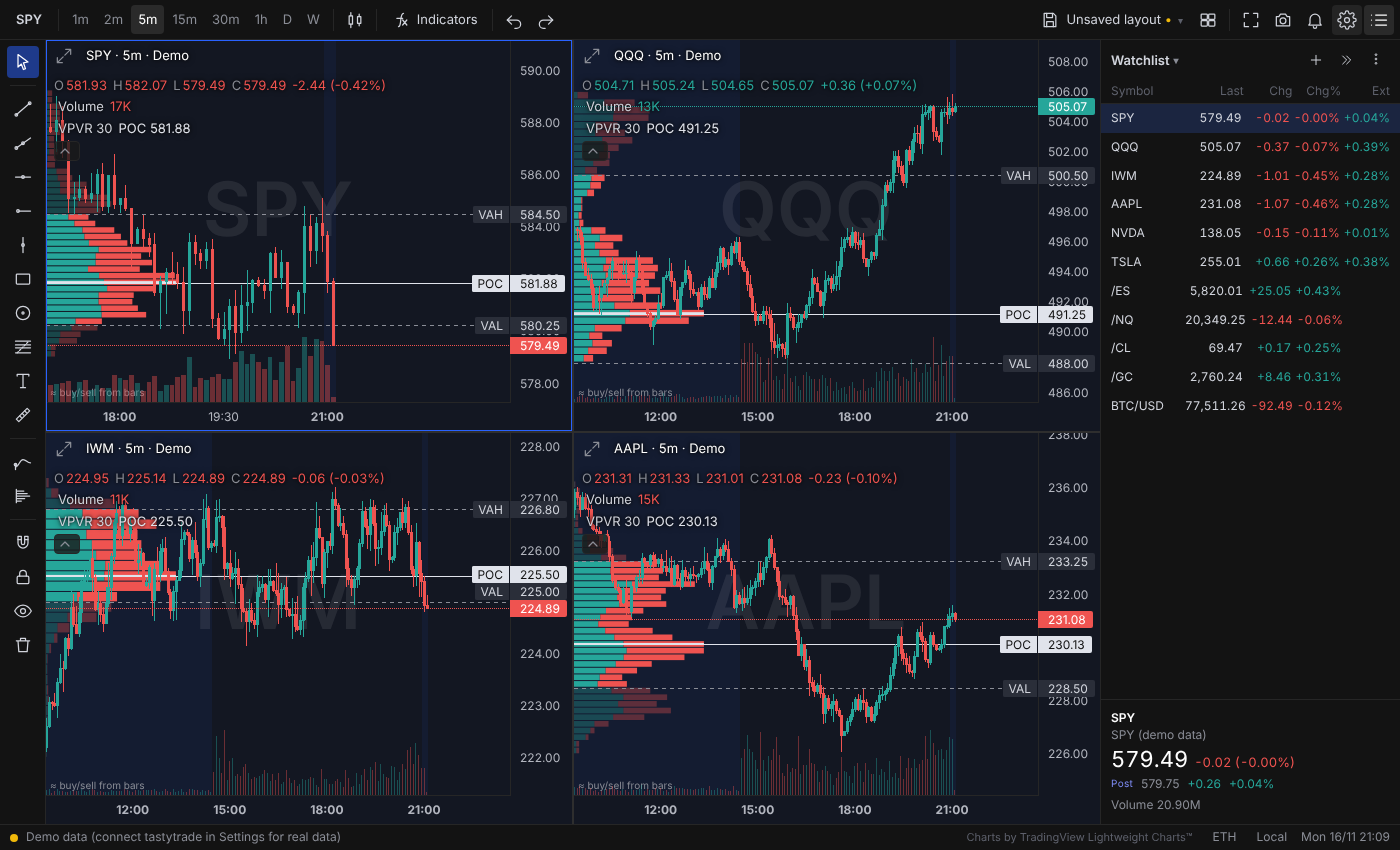 SPY 1m 2m 5m 15m 30m 1h D W Indicators Unsaved layout
SPY · 5m · Demo
O 581.93 H 582.07 L 579.49 C 579.49 -2.44 (-0.42%)
Volume 17K
VPVR 30 POC 581.88
SPY
590.00
588.00
586.00
VAH 584.50
584.00
POC 581.88
VAL 580.25
579.49
578.00
≈ buy/sell from bars
18:00 19:30 21:00
QQQ · 5m · Demo
O 504.71 H 505.24 L 504.65 C 505.07 +0.36 (+0.07%)
Volume 13K
VPVR 30 POC 491.25
QQQ
508.00
506.00
505.07
504.00
502.00
VAH 500.50
498.00
496.00
494.00
492.00
POC 491.25
490.00
VAL 488.00
486.00
≈ buy/sell from bars
12:00 15:00 18:00 21:00
IWM · 5m · Demo
O 224.95 H 225.14 L 224.89 C 224.89 -0.06 (-0.03%)
Volume 11K
VPVR 30 POC 225.50
IWM
228.00
227.00
VAH 226.80
226.00
POC 225.50
VAL 225.00
224.89
224.00
223.00
222.00
≈ buy/sell from bars
12:00 15:00 18:00 21:00
AAPL · 5m · Demo
O 231.31 H 231.33 L 231.01 C 231.08 -0.23 (-0.10%)
Volume 15K
VPVR 30 POC 230.13
AAPL
238.00
236.00
234.00
VAH 233.25
232.00
231.08
POC 230.13
VAL 228.50
228.00
226.00
≈ buy/sell from bars
12:00 15:00 18:00 21:00
Watchlist
Symbol Last Chg Chg% Ext
SPY 579.49 -0.02 -0.00% +0.04%
QQQ 505.07 -0.37 -0.07% +0.39%
IWM 224.89 -1.01 -0.45% +0.28%
AAPL 231.08 -1.07 -0.46% +0.28%
NVDA 138.05 -0.15 -0.11% +0.01%
TSLA 255.01 +0.66 +0.26% +0.38%
/ES 5,820.01 +25.05 +0.43%
/NQ 20,349.25 -12.44 -0.06%
/CL 69.47 +0.17 +0.25%
/GC 2,760.24 +8.46 +0.31%
BTC/USD 77,511.26 -92.49 -0.12%
SPY
SPY (demo data)
579.49 -0.02 (-0.00%)
Post 579.75 +0.26 +0.04%
Volume 20.90M
Demo data (connect tastytrade in Settings for real data) Charts by TradingView Lightweight Charts™ ETH Local Mon 16/11 21:09